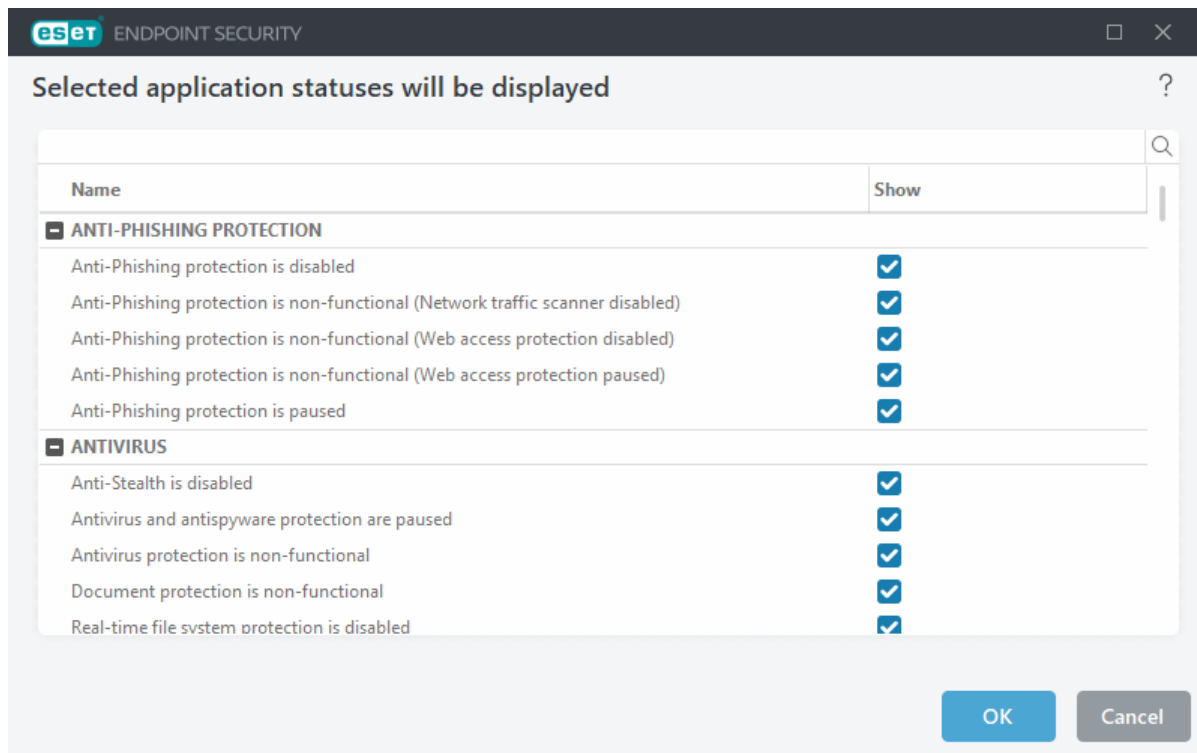 eset ENDPOINT SECURITY
Selected application statuses will be displayed ?
Name Show
ANTI-PHISHING PROTECTION
Anti-Phishing protection is disabled
Anti-Phishing protection is non-functional (Network traffic scanner disabled)
Anti-Phishing protection is non-functional (Web access protection disabled)
Anti-Phishing protection is non-functional (Web access protection paused)
Anti-Phishing protection is paused
ANTIVIRUS
Anti-Stealth is disabled
Antivirus and antispyware protection are paused
Antivirus protection is non-functional
Document protection is non-functional
Real-time file system protection is disabled
OK Cancel